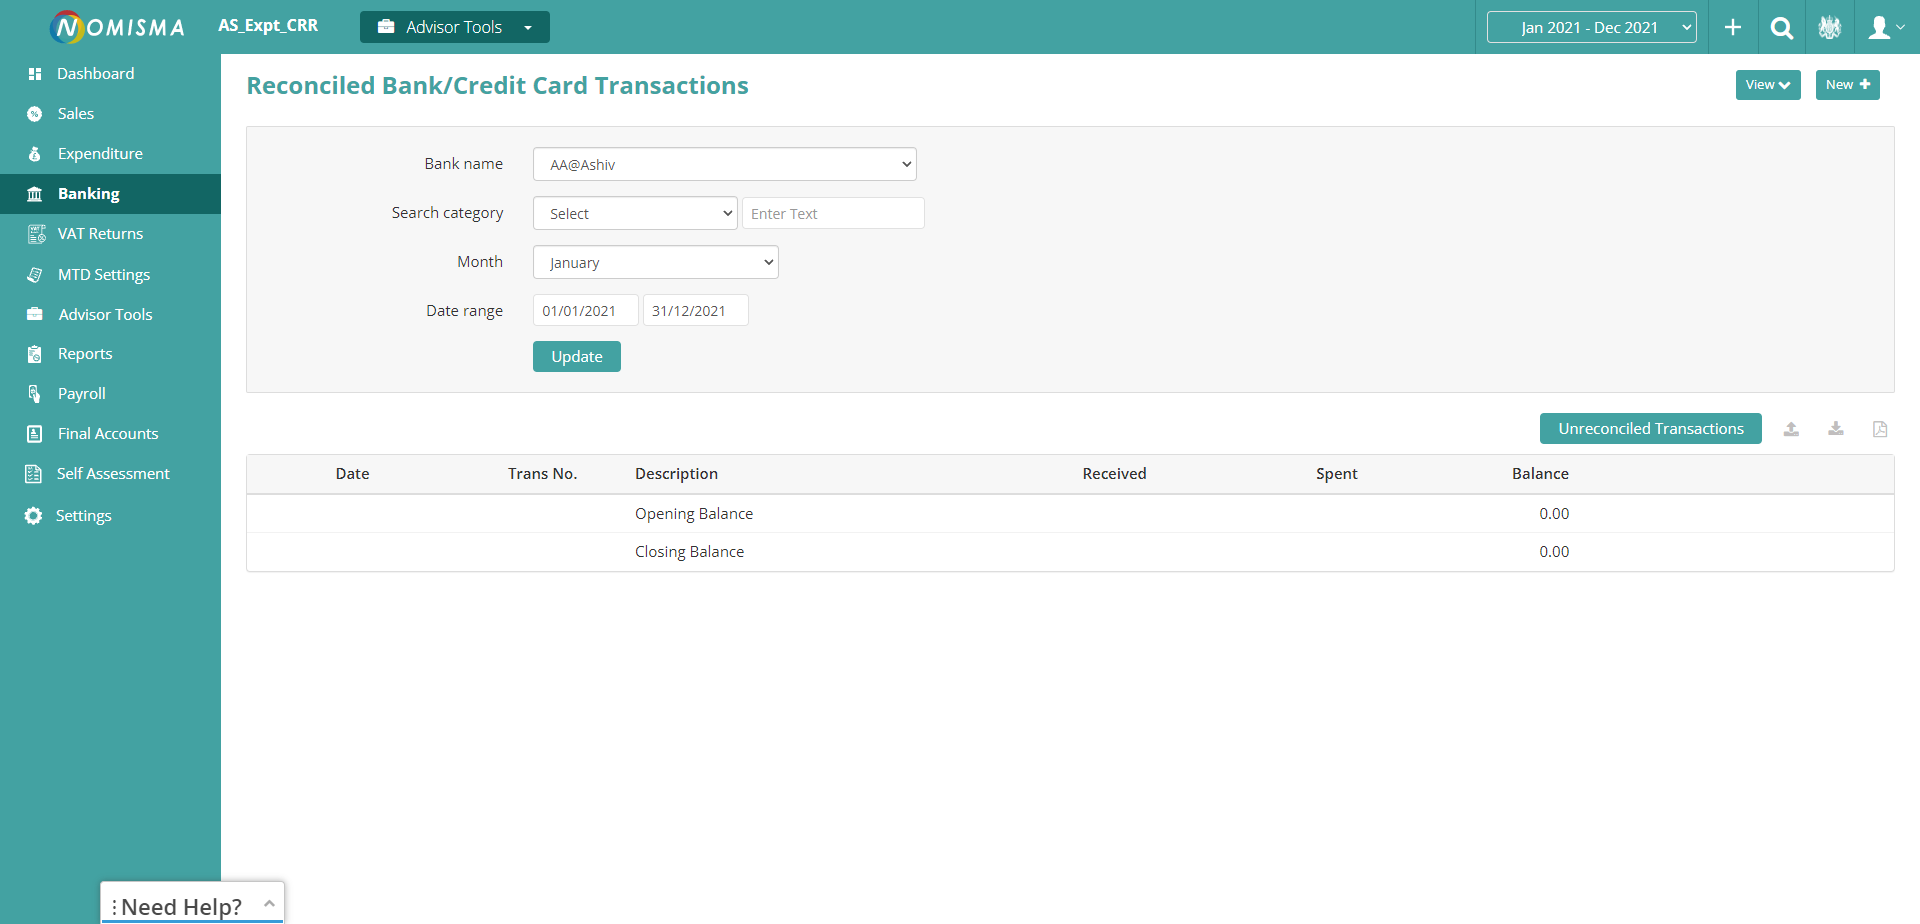 NOMISMA
AS_Expt_CRR
Advisor Tools
Jan 2021 - Dec 2021
Dashboard
Sales
Expenditure
Banking
VAT Returns
MTD Settings
Advisor Tools
Reports
Payroll
Final Accounts
Self Assessment
Settings
Reconciled Bank/Credit Card Transactions
View
New
Bank name AA@Ashiv
Search category Select Enter Text
Month January
Date range 01/01/2021 31/12/2021
Update
Unreconciled Transactions
Date Trans No. Description Received Spent Balance
Opening Balance 0.00
Closing Balance 0.00
Need Help?